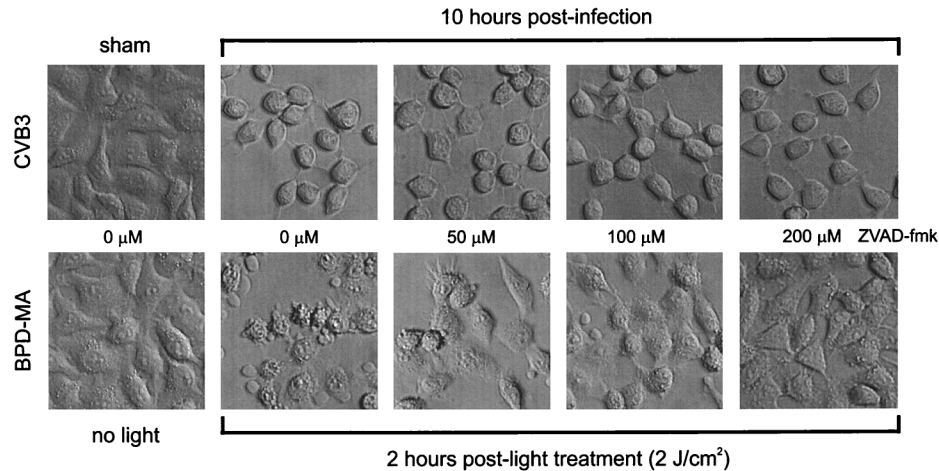 10 hours post-infection
sham
CVB3
0 μM 0 μM 50 μM 100 μM 200 μM ZVAD-fmk
BPD-MA
no light
2 hours post-light treatment (2 J/cm²)